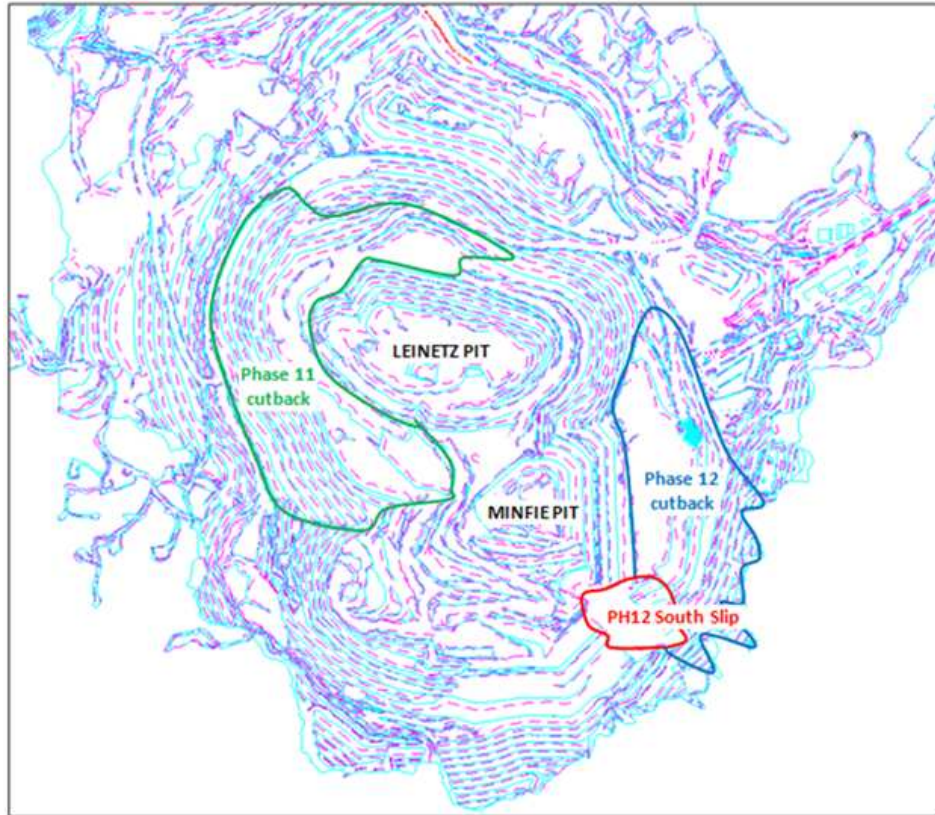 LEINETZ PIT
Phase 11
cutback
Phase 12
cutback
MINFIE PIT
PH12 South Slip